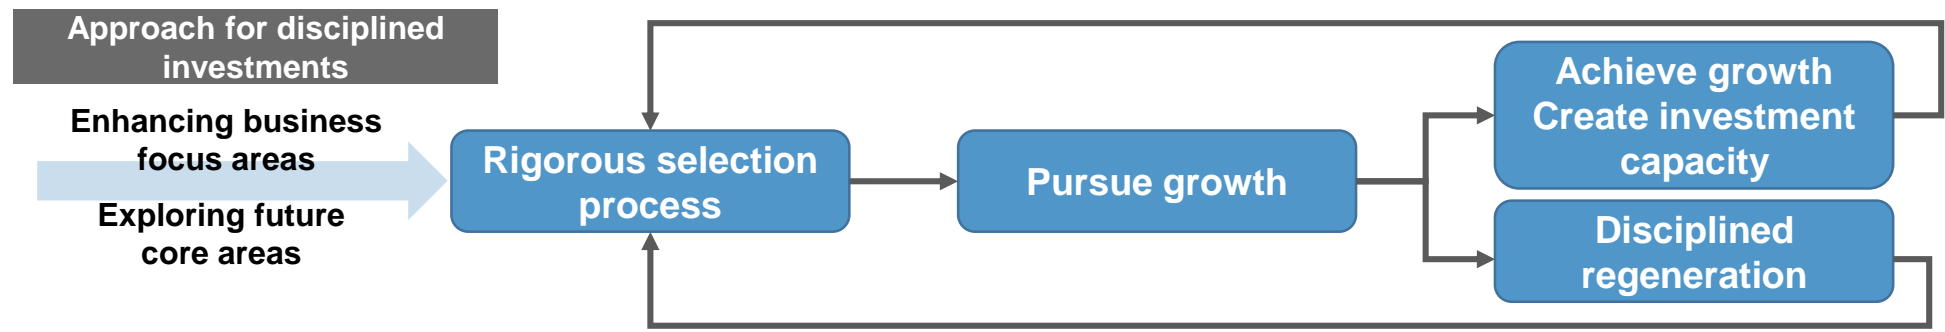 Approach for disciplined
investments
Enhancing business
focus areas
Exploring future
core areas
Rigorous selection
process
Pursue growth
Achieve growth
Create investment
capacity
Disciplined
regeneration